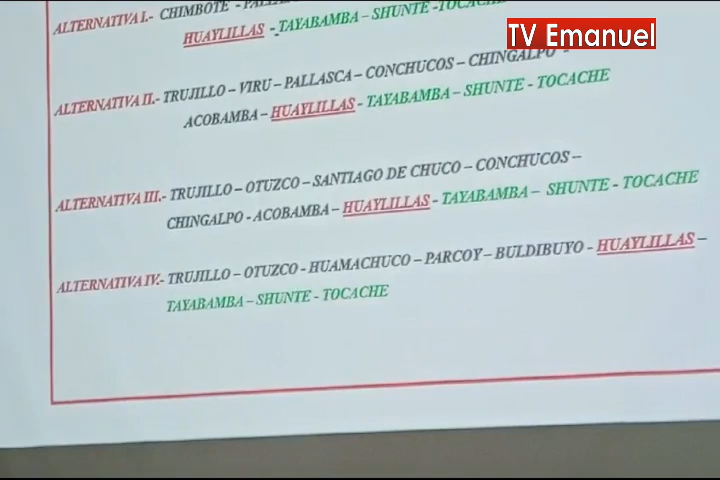 TV Emanuel
ALTERNATIVA I.- CHIMBOTE -
HUAYLILLAS - TAYABAMBA – SHUNTE -TOCACHE
ALTERNATIVA II.- TRUJILLO – VIRU – PALLASCA – CONCHUCOS – CHINGALPO -
ACOBAMBA – HUAYLILLAS - TAYABAMBA – SHUNTE - TOCACHE
ALTERNATIVA III.- TRUJILLO – OTUZCO – SANTIAGO DE CHUCO – CONCHUCOS –
CHINGALPO - ACOBAMBA – HUAYLILLAS - TAYABAMBA – SHUNTE - TOCACHE
ALTERNATIVA IV.- TRUJILLO – OTUZCO - HUAMACHUCO – PARCOY – BULDIBUYO - HUAYLILLAS –
TAYABAMBA – SHUNTE - TOCACHE